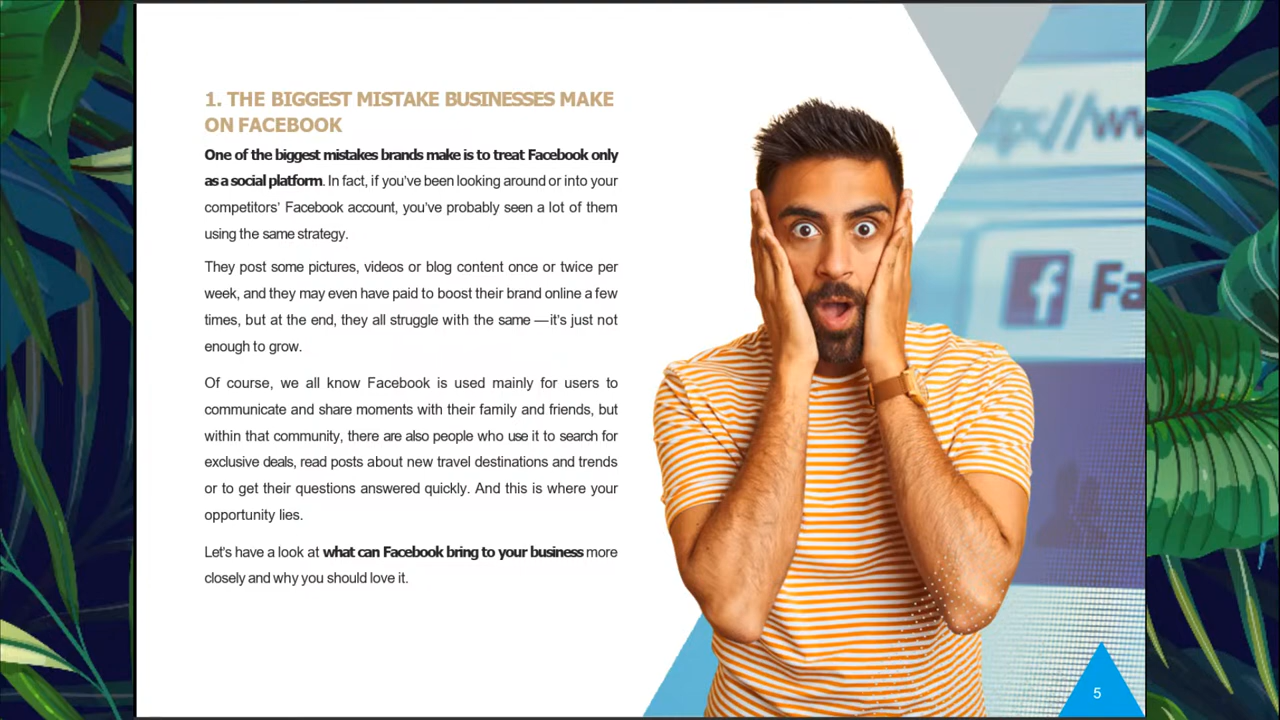 1. THE BIGGEST MISTAKE BUSINESSES MAKE
ON FACEBOOK
One of the biggest mistakes brands make is to treat Facebook only
as a social platform. In fact, if you've been looking around or into your
competitors' Facebook account, you've probably seen a lot of them
using the same strategy.
They post some pictures, videos or blog content once or twice per
week, and they may even have paid to boost their brand online a few
times, but at the end, they all struggle with the same —it's just not
enough to grow.
Of course, we all know Facebook is used mainly for users to
communicate and share moments with their family and friends, but
within that community, there are also people who use it to search for
exclusive deals, read posts about new travel destinations and trends
or to get their questions answered quickly. And this is where your
opportunity lies.
Let's have a look at what can Facebook bring to your business more
closely and why you should love it.
f Fa
5